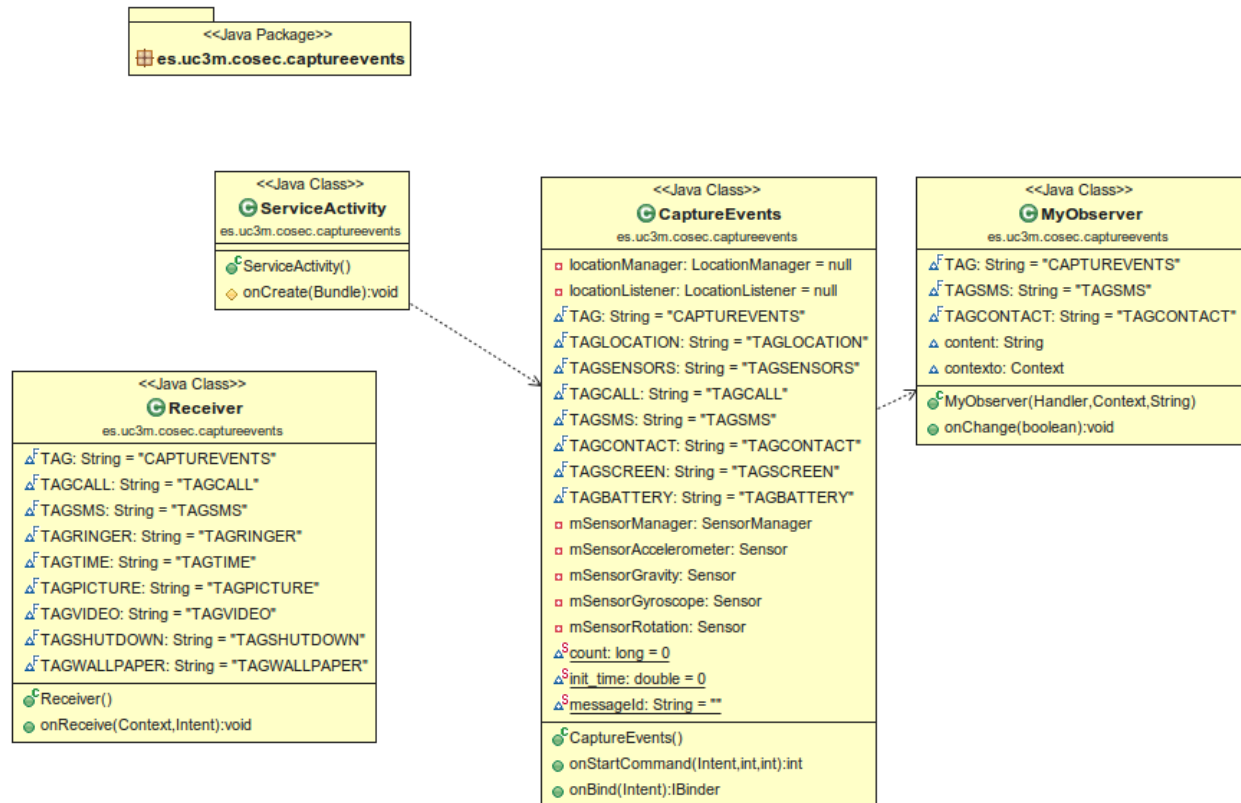 <<Java Package>>
es.uc3m.cosec.captureevents
<<Java Class>>
ServiceActivity
es.uc3m.cosec.captureevents
ServiceActivity()
onCreate(Bundle):void
<<Java Class>>
Receiver
es.uc3m.cosec.captureevents
TAG: String = "CAPTUREVENTS"
TAGCALL: String = "TAGCALL"
TAGSMS: String = "TAGSMS"
TAGRINGER: String = "TAGRINGER"
TAGTIME: String = "TAGTIME"
TAGPICTURE: String = "TAGPICTURE"
TAGVIDEO: String = "TAGVIDEO"
TAGSHUTDOWN: String = "TAGSHUTDOWN"
TAGWALLPAPER: String = "TAGWALLPAPER"
Receiver()
onReceive(Context,Intent):void
<<Java Class>>
CaptureEvents
es.uc3m.cosec.captureevents
locationManager: LocationManager = null
locationListener: LocationListener = null
TAG: String = "CAPTUREVENTS"
TAGLOCATION: String = "TAGLOCATION"
TAGSENSORS: String = "TAGSENSORS"
TAGCALL: String = "TAGCALL"
TAGSMS: String = "TAGSMS"
TAGCONTACT: String = "TAGCONTACT"
TAGSCREEN: String = "TAGSCREEN"
TAGBATTERY: String = "TAGBATTERY"
mSensorManager: SensorManager
mSensorAccelerometer: Sensor
mSensorGravity: Sensor
mSensorGyroscope: Sensor
mSensorRotation: Sensor
count: long = 0
init_time: double = 0
messageId: String = ""
CaptureEvents()
onStartCommand(Intent,int,int):int
onBind(Intent):IBinder
<<Java Class>>
MyObserver
es.uc3m.cosec.captureevents
TAG: String = "CAPTUREVENTS"
TAGSMS: String = "TAGSMS"
TAGCONTACT: String = "TAGCONTACT"
content: String
contexto: Context
MyObserver(Handler,Context,String)
onChange(boolean):void